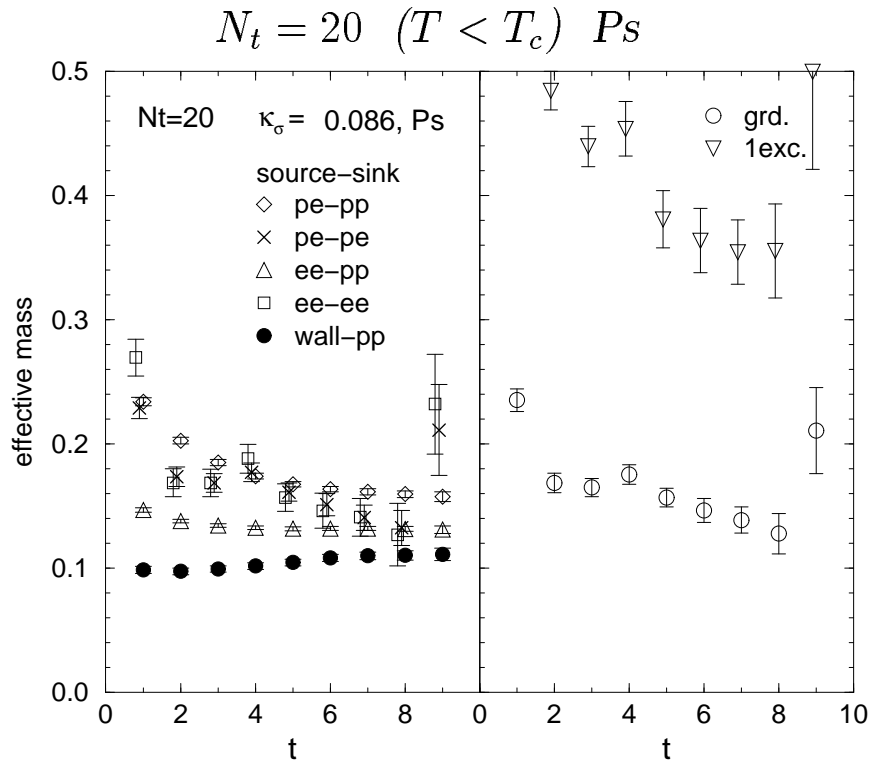 N_t = 20 (T < T_c) Ps
Nt=20 κ_σ= 0.086, Ps
source−sink
pe−pp
pe−pe
ee−pp
ee−ee
wall−pp
grd.
1exc.
effective mass
0.5
0.4
0.3
0.2
0.1
0.0
0 2 4 6 8
0 2 4 6 8 10
t
t